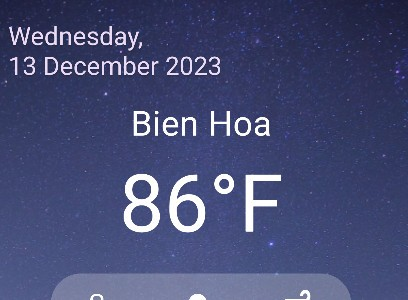 Wednesday,
13 December 2023
Bien Hoa
86°F